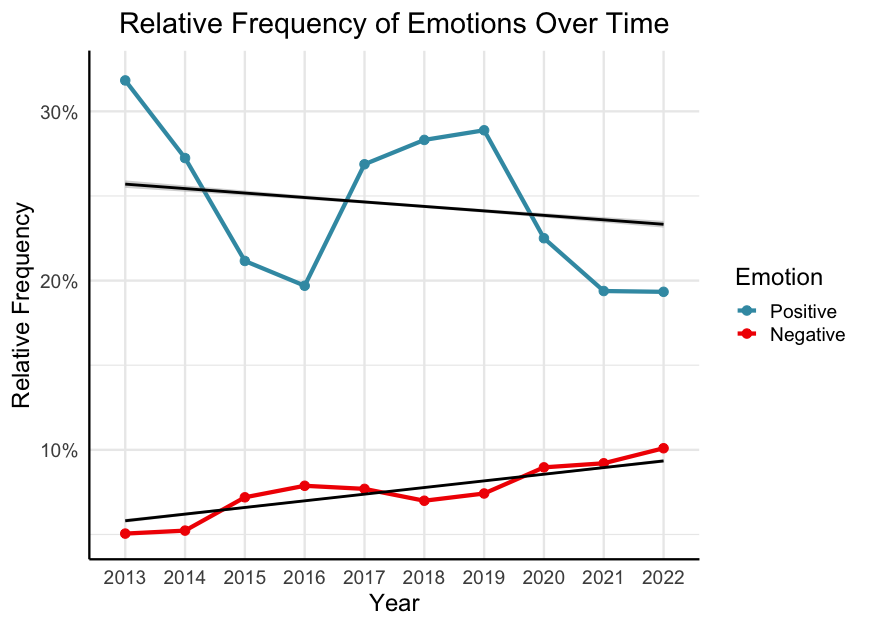 Relative Frequency of Emotions Over Time
Relative Frequency
30%
20%
10%
2013 2014 2015 2016 2017 2018 2019 2020 2021 2022
Year
Emotion
Positive
Negative